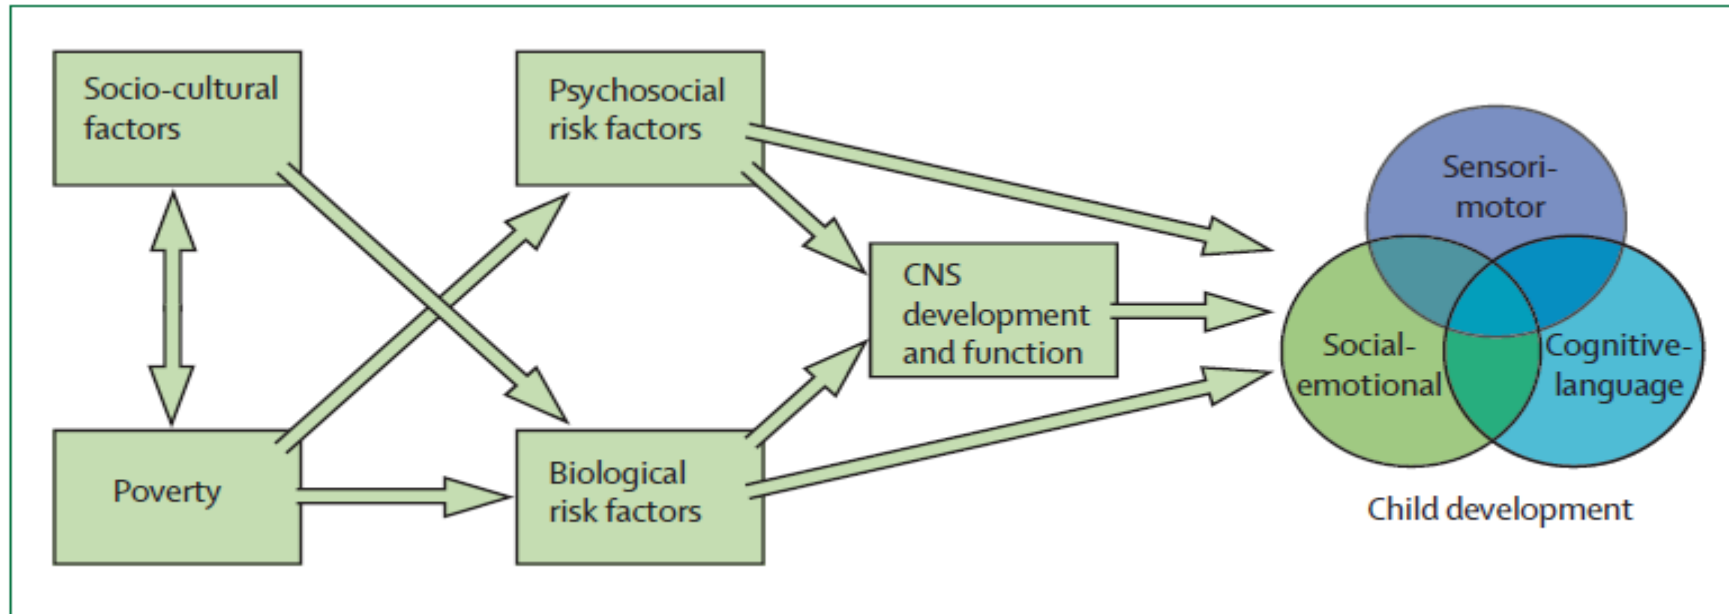 Socio-cultural
factors
Psychosocial
risk factors
Poverty
Biological
risk factors
CNS
development
and function
Sensori-
motor
Social-
emotional
Cognitive-
language
Child development